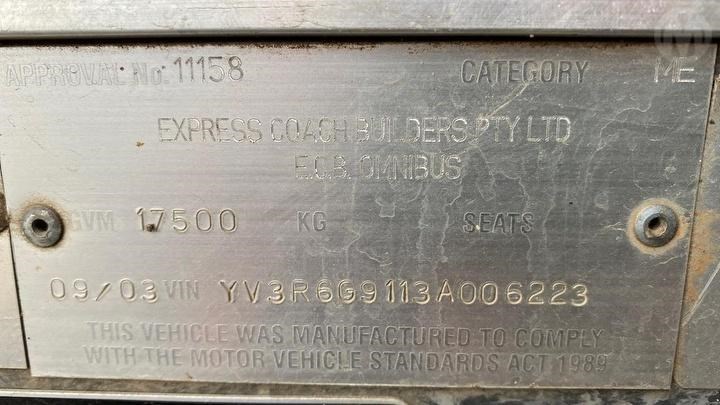 APPROVAL No. 11158 CATEGORY ME
EXPRESS COACH BUILDERS PTY LTD
E.C.B. OMNIBUS
GVM 17500 KG SEATS
09/03 VIN YV3R6G9113A006223
THIS VEHICLE WAS MANUFACTURED TO COMPLY
WITH THE MOTOR VEHICLE STANDARDS ACT 1989